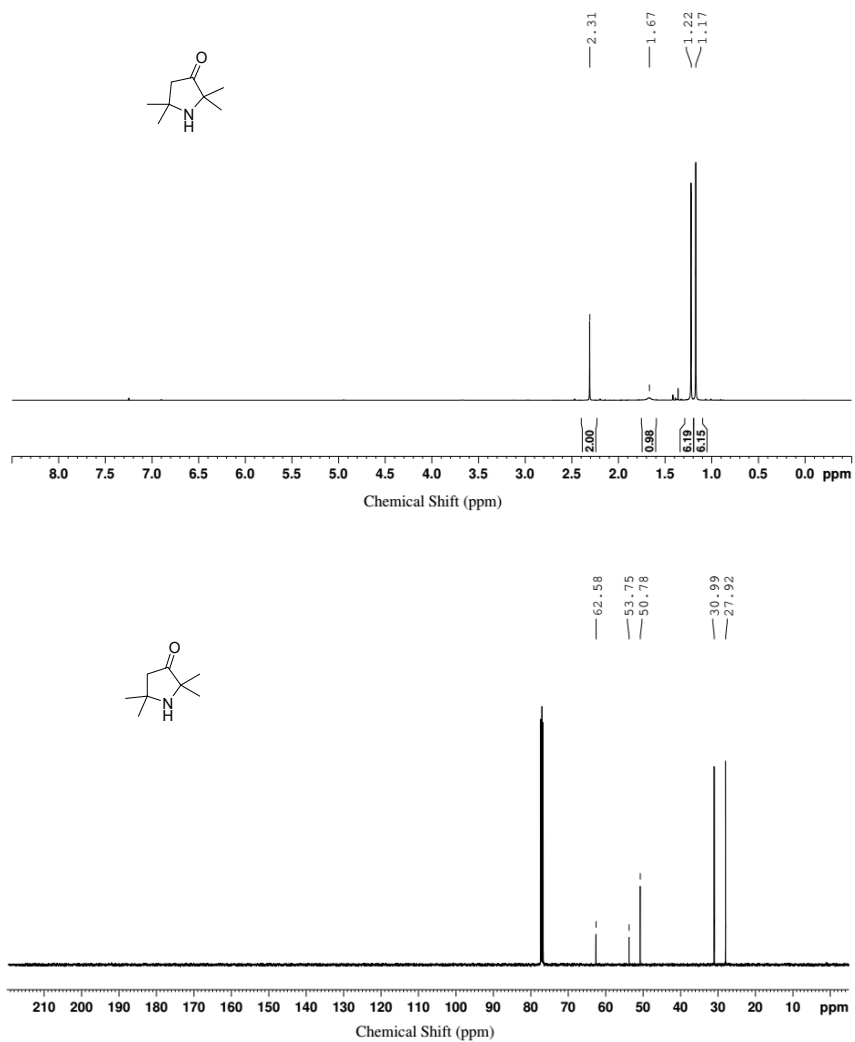 2.31
1.67
1.22
1.17
O
N
H
2.00
0.98
6.19
6.15
8.0 7.5 7.0 6.5 6.0 5.5 5.0 4.5 4.0 3.5 3.0 2.5 2.0 1.5 1.0 0.5 0.0 ppm
Chemical Shift (ppm)
62.58
53.75
50.78
30.99
27.92
O
N
H
210 200 190 180 170 160 150 140 130 120 110 100 90 80 70 60 50 40 30 20 10 ppm
Chemical Shift (ppm)